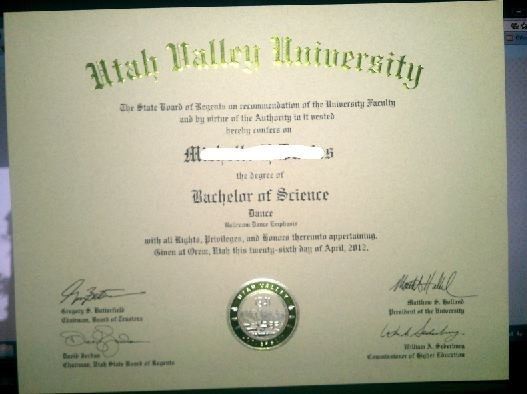 Utah Valley University
The State Board of Regents on recommendation of the University Faculty
and by virtue of the Authority in it vested
hereby confers on
the degree of
Bachelor of Science
Dance
Ballroom Dance Emphasis
with all Rights, Privileges, and Honors thereunto appertaining.
Given at Orem, Utah this twenty-sixth day of April, 2012.
Gregory S. Butterfield
Chairman, Board of Trustees
David Jordan
Chairman, Utah State Board of Regents
UTAH VALLEY
Matthew S. Holland
President of the University
William A. Sederburg
Commissioner of Higher Education